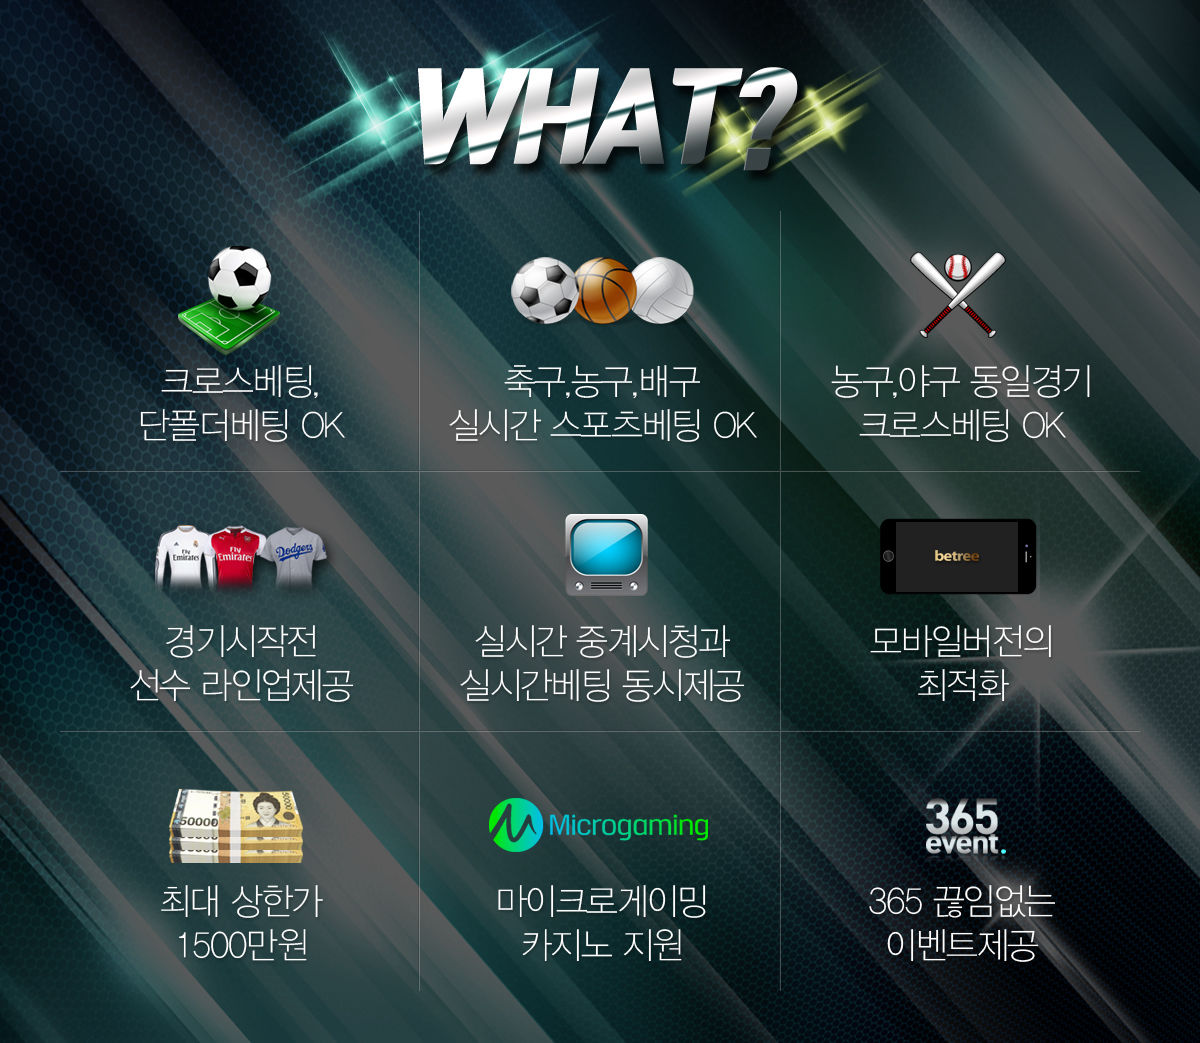 WHAT?
크로스베팅,
단폴더베팅 OK
축구,농구,배구
실시간 스포츠베팅 OK
농구,야구 동일경기
크로스베팅 OK
Fly
Emirates
Fly
Emirates
Dodgers
경기시작전
선수 라인업제공
실시간 중계시청과
실시간베팅 동시제공
betree
모바일버전의
최적화
50000
50000
최대 상한가
1500만원
Microgaming
마이크로게이밍
카지노 지원
365
event.
365 끊임없는
이벤트제공